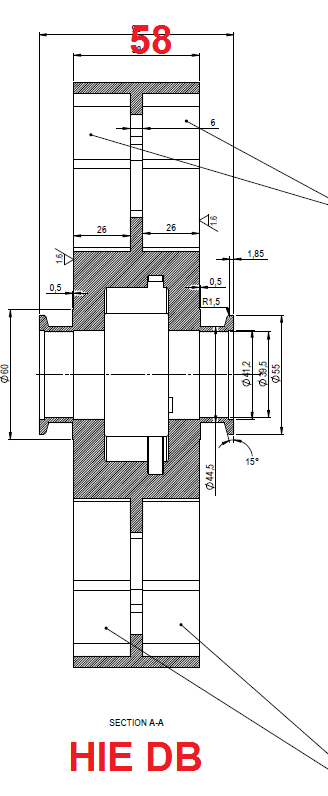 58
6
26
26
1.6
1.6
1,85
0,5
0,5
R1,5
Ø60
Ø41,2
Ø39,5
Ø55
Ø44,5
15°
SECTION A-A
HIE DB